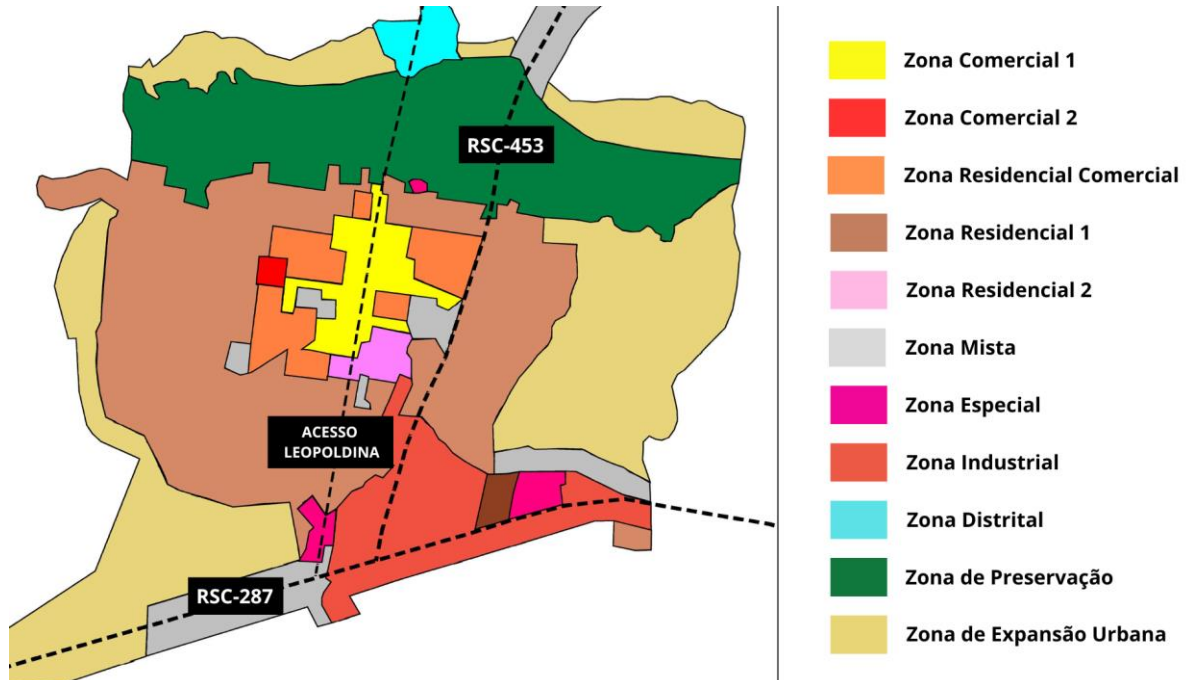 RSC-453
ACESSO
LEOPOLDINA
RSC-287
Zona Comercial 1
Zona Comercial 2
Zona Residencial Comercial
Zona Residencial 1
Zona Residencial 2
Zona Mista
Zona Especial
Zona Industrial
Zona Distrital
Zona de Preservação
Zona de Expansão Urbana